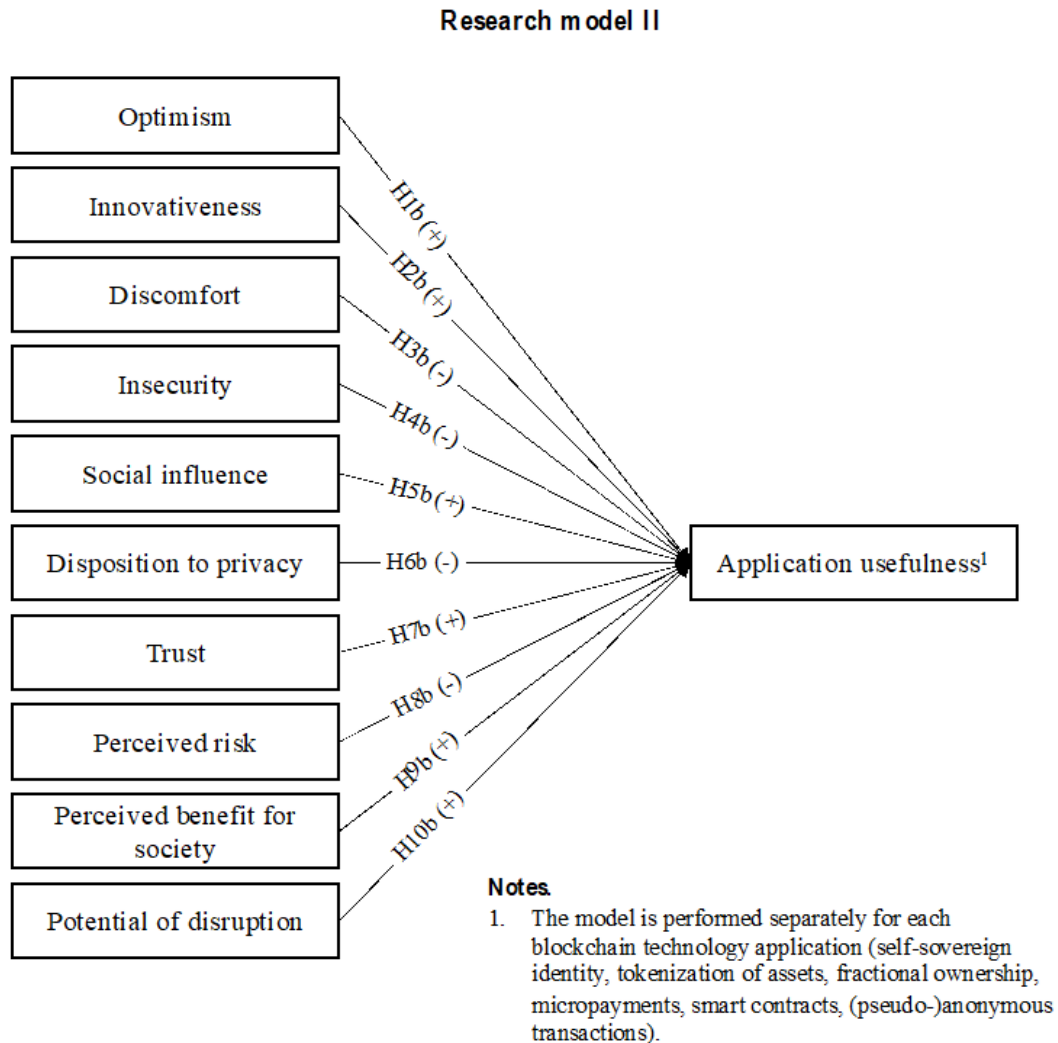 Research model II
Optimism
Innovativeness
Discomfort
Insecurity
Social influence
Disposition to privacy
Trust
Perceived risk
Perceived benefit for
society
Potential of disruption
H1b (+)
H2b (+)
H3b (-)
H4b (-)
H5b (+)
H6b (-)
H7b (+)
H8b (-)
H9b (+)
H10b (+)
Application usefulness¹
Notes.
1. The model is performed separately for each
blockchain technology application (self-sovereign
identity, tokenization of assets, fractional ownership,
micropayments, smart contracts, (pseudo-)anonymous
transactions).